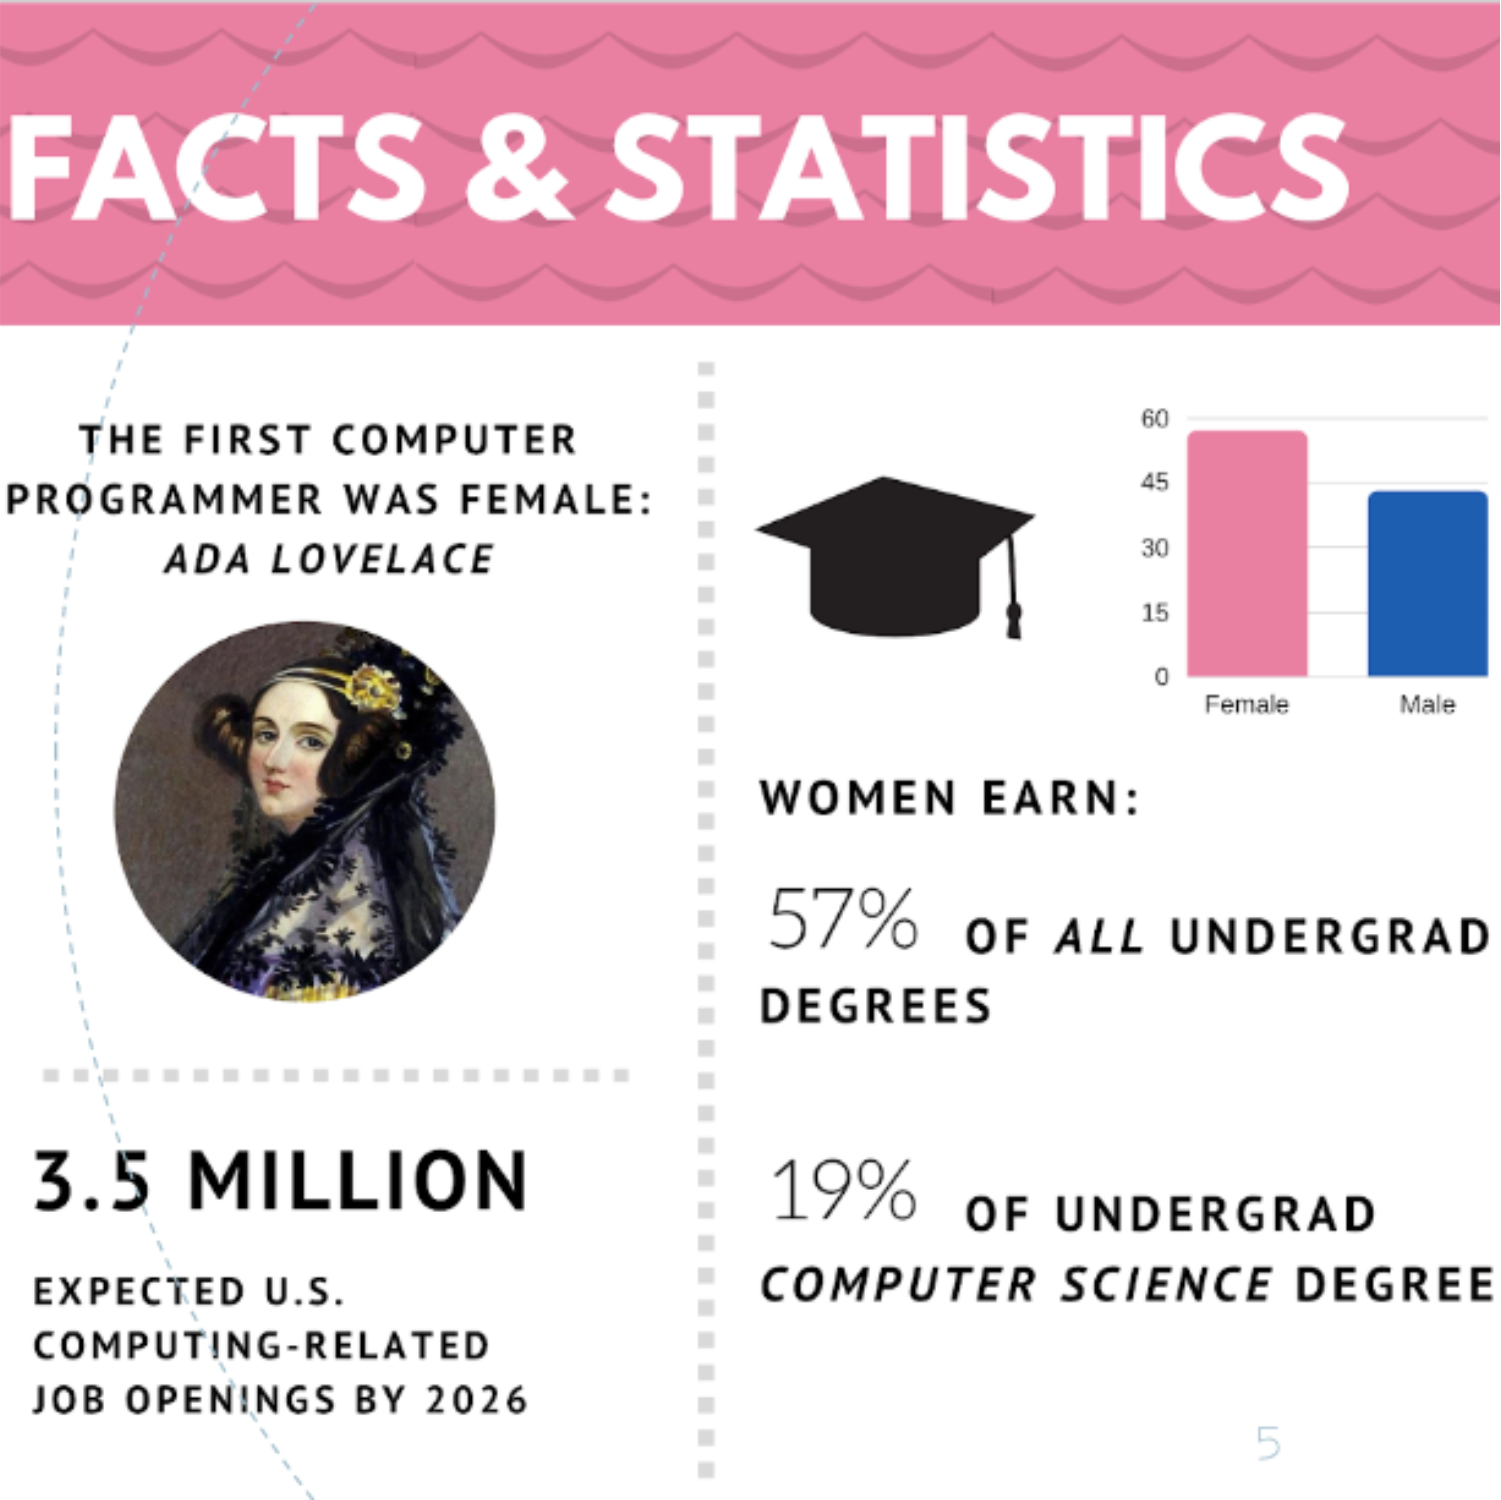 FACTS & STATISTICS
THE FIRST COMPUTER
PROGRAMMER WAS FEMALE:
ADA LOVELACE
3.5 MILLION
EXPECTED U.S.
COMPUTING-RELATED
JOB OPENINGS BY 2026
60
45
30
15
0
Female Male
WOMEN EARN:
57% OF ALL UNDERGRAD
DEGREES
19% OF UNDERGRAD
COMPUTER SCIENCE DEGREE
5